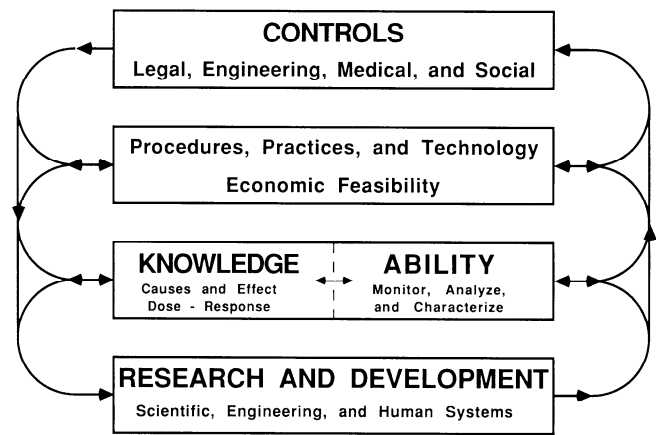 CONTROLS
Legal, Engineering, Medical, and Social
Procedures, Practices, and Technology
Economic Feasibility
KNOWLEDGE
Causes and Effect
Dose - Response
ABILITY
Monitor, Analyze,
and Characterize
RESEARCH AND DEVELOPMENT
Scientific, Engineering, and Human Systems